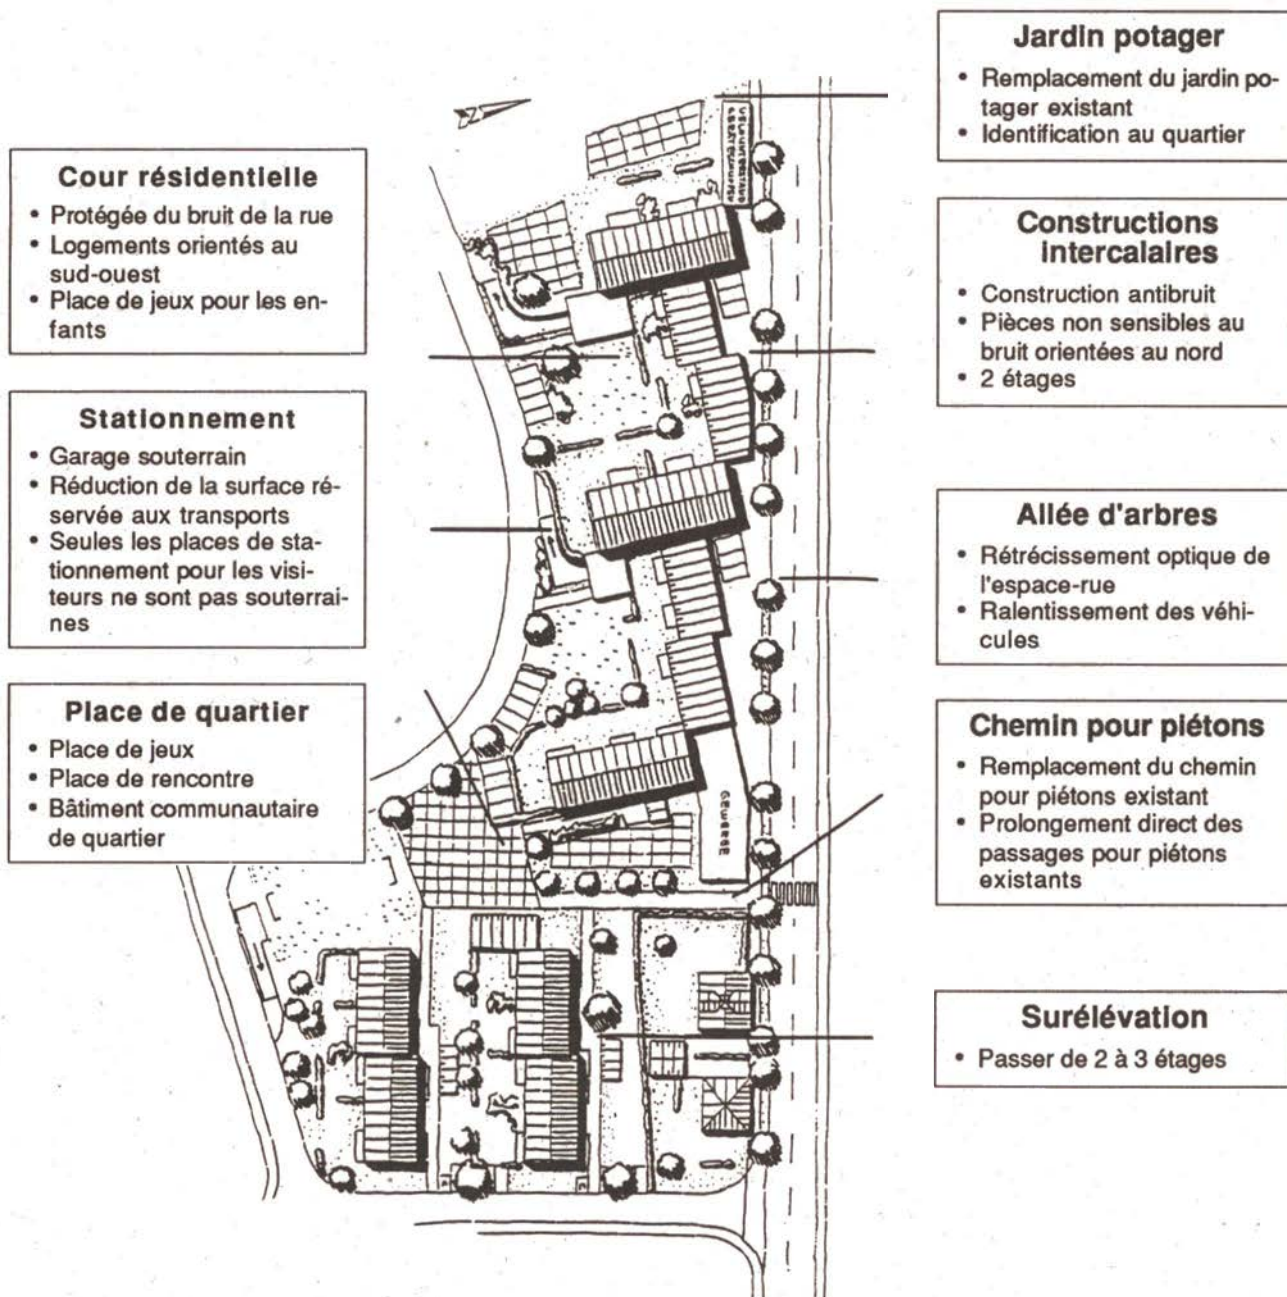 Cour résidentielle
• Protégée du bruit de la rue
• Logements orientés au
sud-ouest
• Place de jeux pour les en-
fants
Stationnement
• Garage souterrain
• Réduction de la surface ré-
servée aux transports
• Seules les places de sta-
tionnement pour les visi-
teurs ne sont pas souterrai-
nes
Place de quartier
• Place de jeux
• Place de rencontre
• Bâtiment communautaire
de quartier
N
GEWERBE
Jardin potager
• Remplacement du jardin po-
tager existant
• Identification au quartier
Constructions
intercalaires
• Construction antibruit
• Pièces non sensibles au
bruit orientées au nord
• 2 étages
Allée d'arbres
• Rétrécissement optique de
l'espace-rue
• Ralentissement des véhi-
cules
Chemin pour piétons
• Remplacement du chemin
pour piétons existant
• Prolongement direct des
passages pour piétons
existants
Surélévation
• Passer de 2 à 3 étages